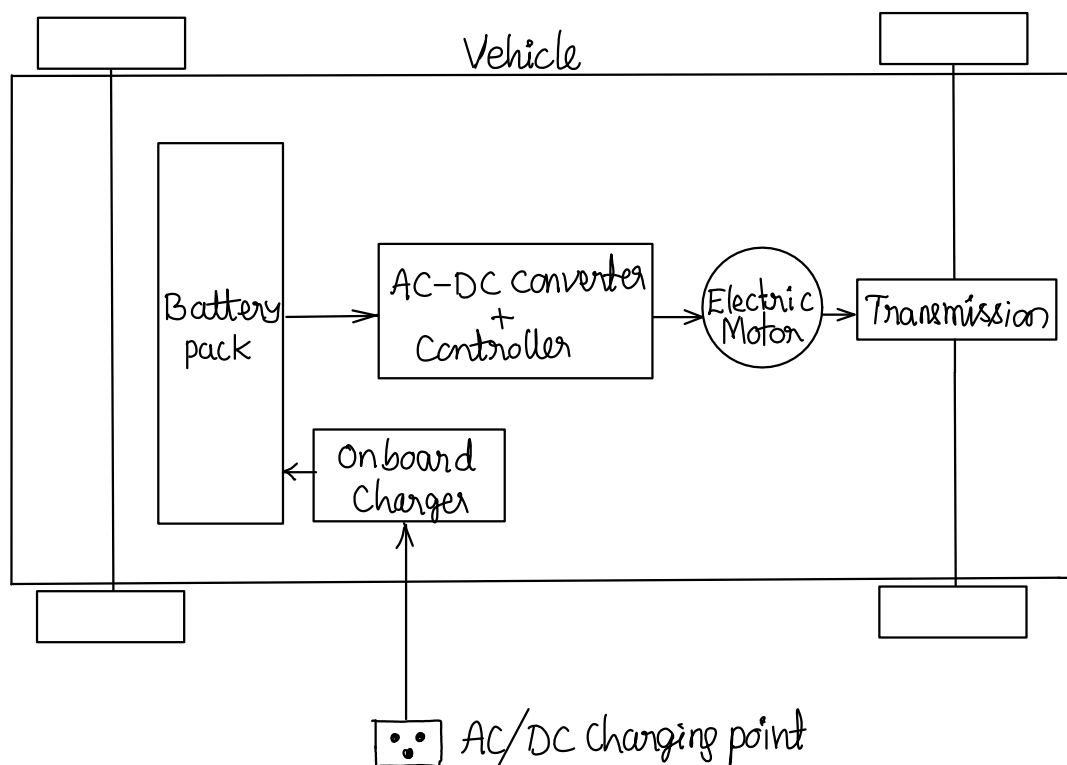 Vehicle
Battery
pack
AC-DC Converter
+
Controller
Electric
Motor
Transmission
Onboard
Charger
AC/DC Charging point